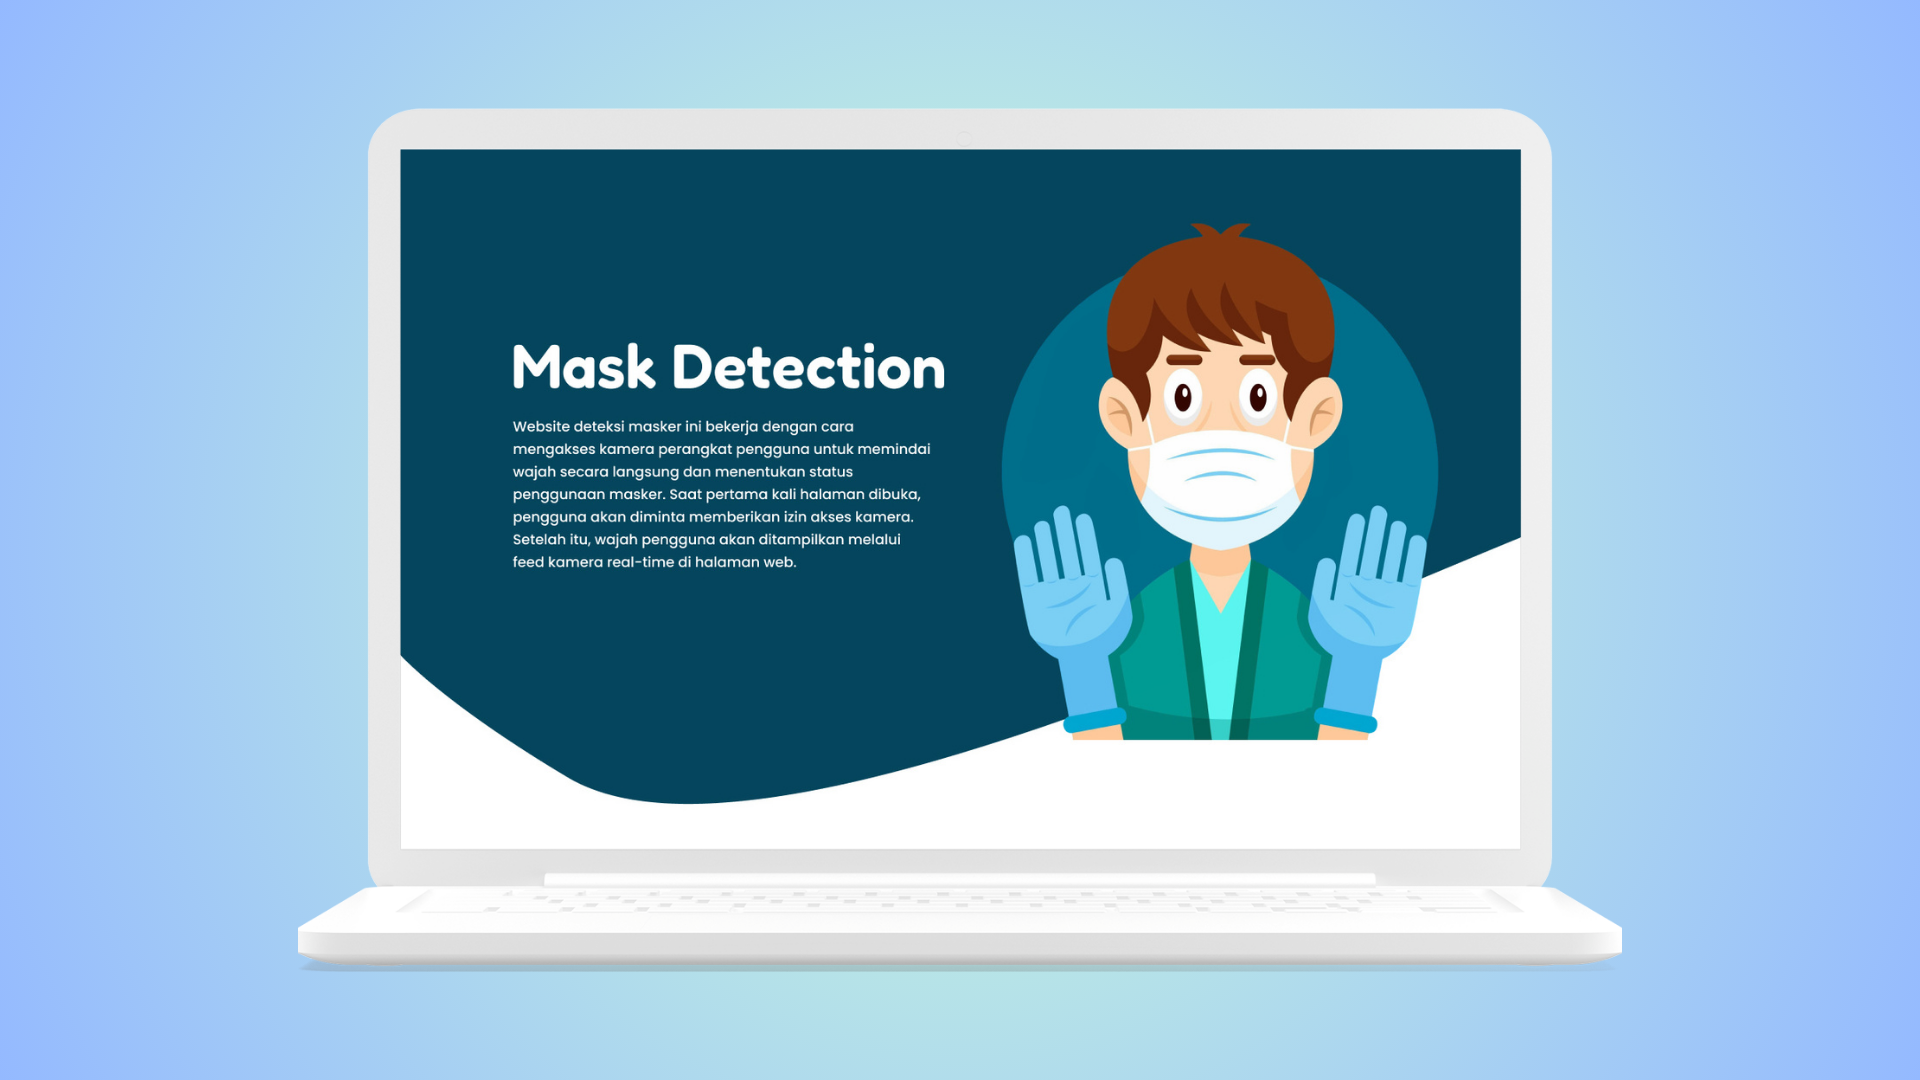 Mask Detection
Website deteksi masker ini bekerja dengan cara
mengakses kamera perangkat pengguna untuk memindai
wajah secara langsung dan menentukan status
penggunaan masker. Saat pertama kali halaman dibuka,
pengguna akan diminta memberikan izin akses kamera.
Setelah itu, wajah pengguna akan ditampilkan melalui
feed kamera real-time di halaman web.